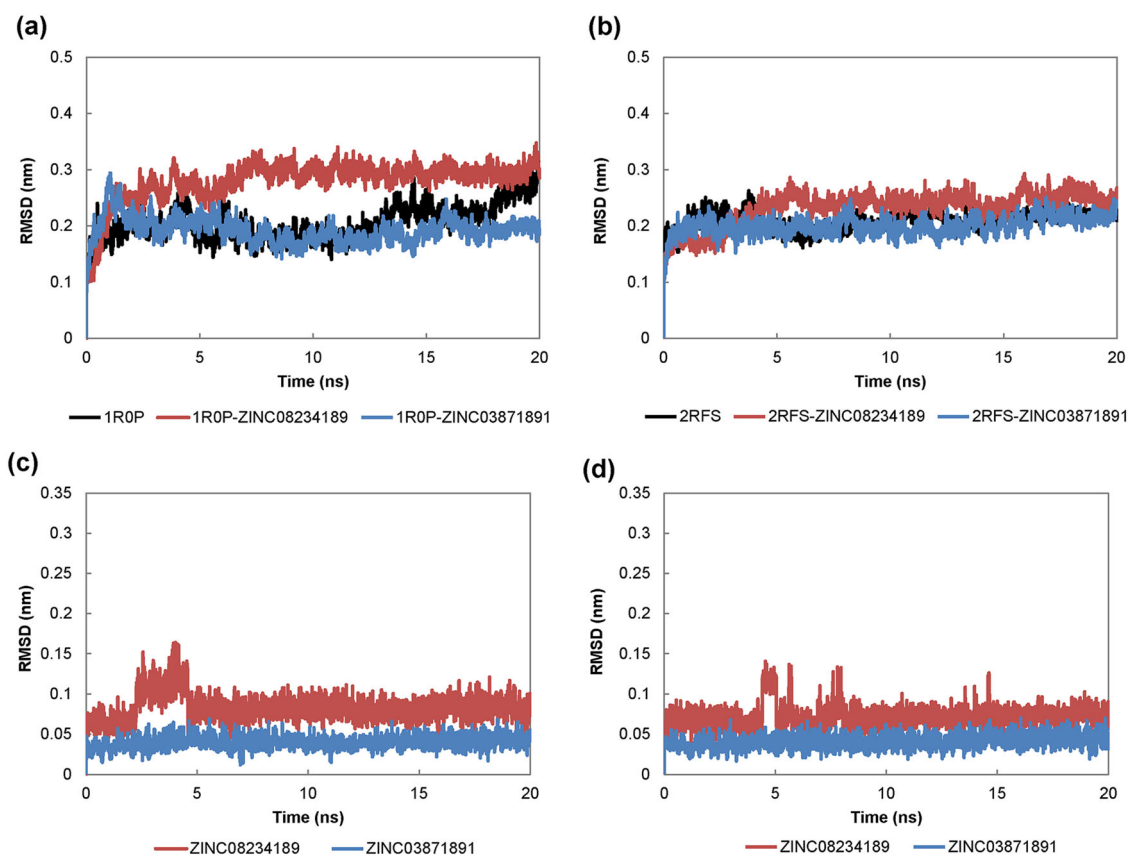 (a)
RMSD (nm)
0.5
0.4
0.3
0.2
0.1
0
0 5 10 15 20
Time (ns)
1R0P 1R0P-ZINC08234189 1R0P-ZINC03871891
(b)
RMSD (nm)
0.5
0.4
0.3
0.2
0.1
0
0 5 10 15 20
Time (ns)
2RFS 2RFS-ZINC08234189 2RFS-ZINC03871891
(c)
RMSD (nm)
0.35
0.3
0.25
0.2
0.15
0.1
0.05
0
0 5 10 15 20
Time (ns)
ZINC08234189 ZINC03871891
(d)
RMSD (nm)
0.35
0.3
0.25
0.2
0.15
0.1
0.05
0
0 5 10 15 20
Time (ns)
ZINC08234189 ZINC03871891